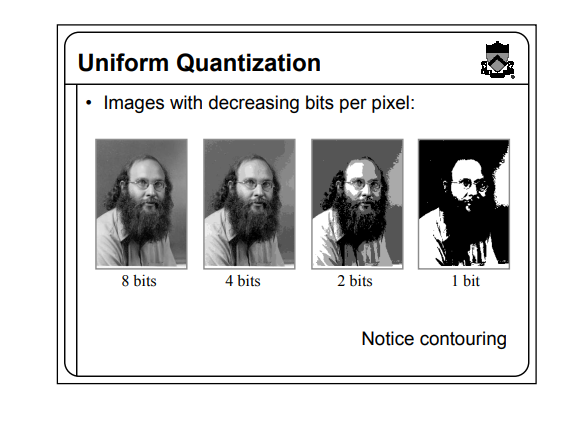 Uniform Quantization
• Images with decreasing bits per pixel:
8 bits
4 bits
2 bits
1 bit
Notice contouring